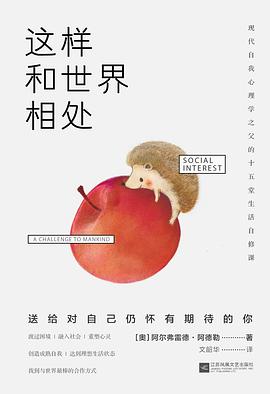 这样
和世界
相处
现代自我心理学之父的十五堂生活自修课
SOCIAL
INTEREST
A CHALLENGE TO MANKIND
送给对自己仍怀有期待的你
渡过困境 | 融入社会 | 重塑心灵
创造成熟自我 | 达到理想生活状态
找到与世界最棒的合作方式
[奥]阿尔弗雷德·阿德勒············著
文韶华············译
江苏凤凰文艺出版社